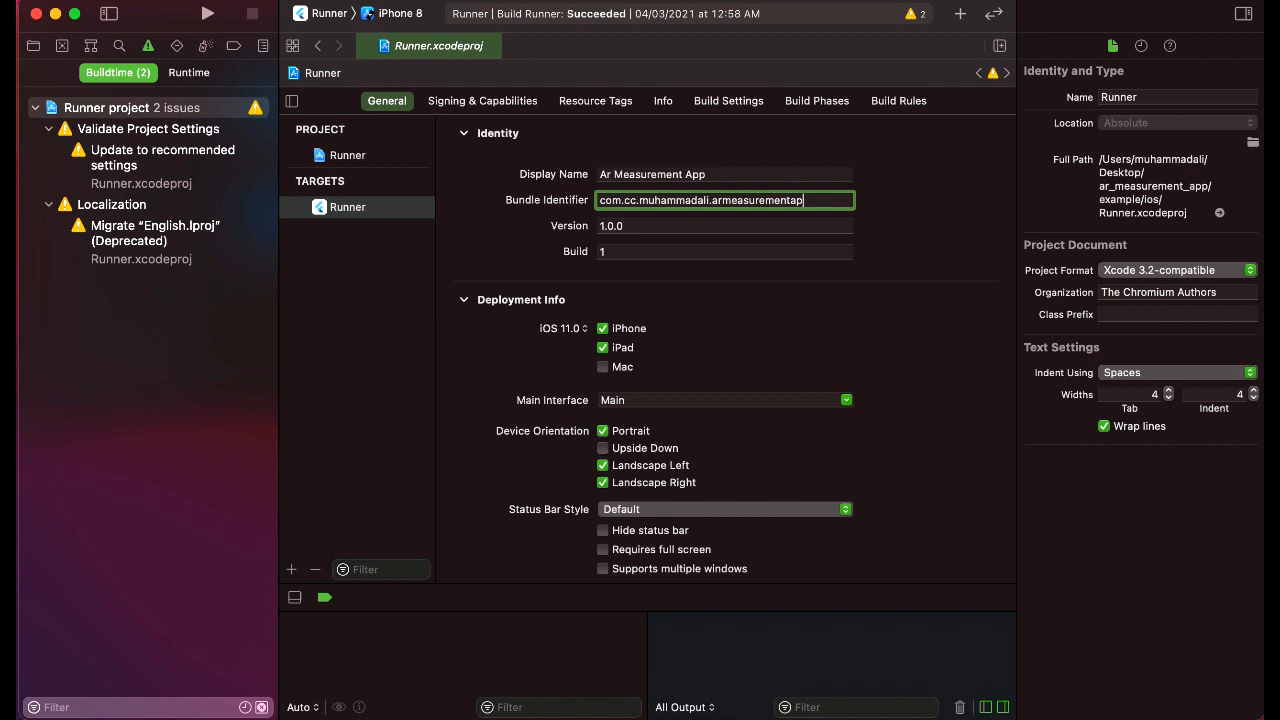 Runner 〉 iPhone 8
Runner | Build Runner: Succeeded | 04/03/2021 at 12:58 AM
2
Runner.xcodeproj
Buildtime (2)
Runtime
Runner project 2 issues
Validate Project Settings
Update to recommended
settings
Runner.xcodeproj
Localization
Migrate “English.lproj”
(Deprecated)
Runner.xcodeproj
Filter
Runner
General
Signing & Capabilities
Resource Tags
Info
Build Settings
Build Phases
Build Rules
PROJECT
Runner
TARGETS
Runner
Filter
Identity
Display Name Ar Measurement App
Bundle Identifier com.cc.muhammadali.armeasurementap
Version 1.0.0
Build 1
Deployment Info
iOS 11.0 iPhone
iPad
Mac
Main Interface Main
Device Orientation Portrait
Upside Down
Landscape Left
Landscape Right
Status Bar Style Default
Hide status bar
Requires full screen
Supports multiple windows
Auto
Filter
All Output
Filter
Identity and Type
Name Runner
Location Absolute
Full Path /Users/muhammadali/
Desktop/
ar_measurement_app/
example/ios/
Runner.xcodeproj
Project Document
Project Format Xcode 3.2-compatible
Organization The Chromium Authors
Class Prefix
Text Settings
Indent Using Spaces
Widths 4 4
Tab Indent
Wrap lines